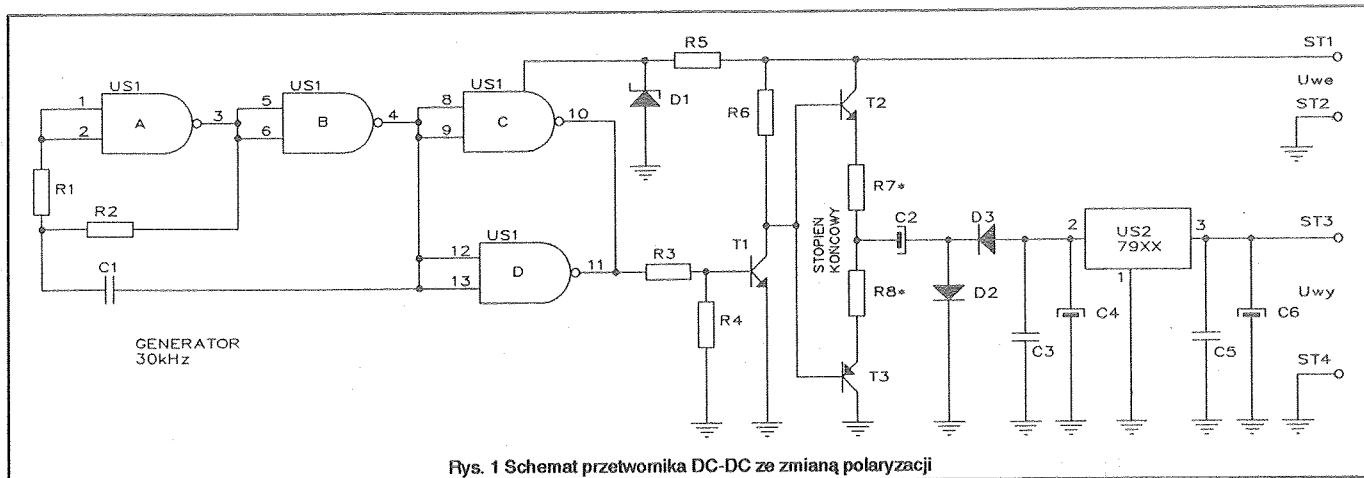 US1
1
2
A
3
US1
5
6
B
4
US1
8
9
C
10
D1
R5
R6
T2
ST1
Uwe
ST2
R1
R2
C1
US1
12
13
D
11
R3
R4
T1
STOPIEŃ
KOŃCOWY
R7*
R8*
T3
C2
D3
D2
C3
C4
2
US2
79XX
3
1
C5
C6
ST3
Uwy
ST4
GENERATOR
30kHz
Rys. 1 Schemat przetwornika DC-DC ze zmianą polaryzacji